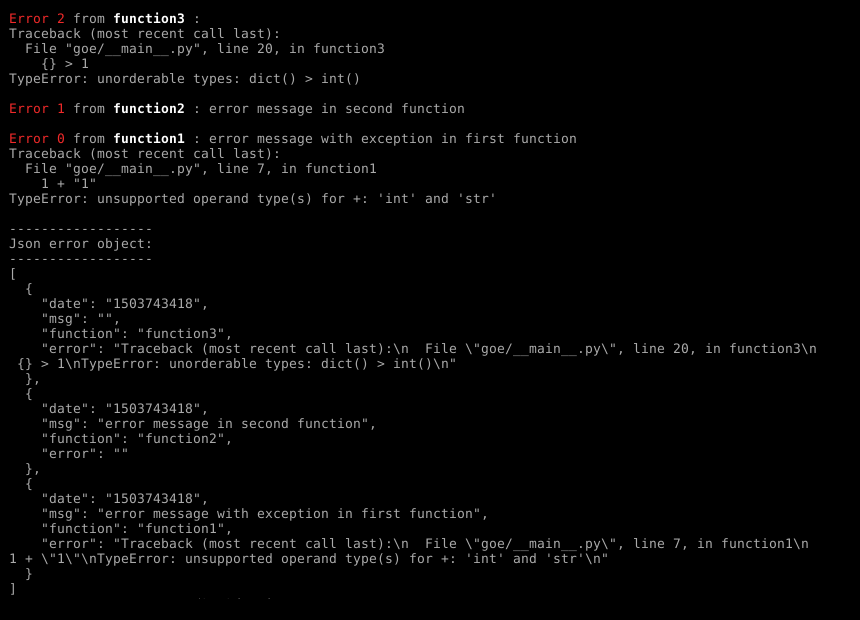 Error 2 from function3 :
Traceback (most recent call last):
  File "goe/__main__.py", line 20, in function3
    {} > 1
TypeError: unorderable types: dict() > int()

Error 1 from function2 : error message in second function

Error 0 from function1 : error message with exception in first function
Traceback (most recent call last):
  File "goe/__main__.py", line 7, in function1
    1 + "1"
TypeError: unsupported operand type(s) for +: 'int' and 'str'

------------------
Json error object:
------------------
[
  {
    "date": "1503743418",
    "msg": "",
    "function": "function3",
    "error": "Traceback (most recent call last):\n  File \"goe/__main__.py\", line 20, in function3\n
 {} > 1\nTypeError: unorderable types: dict() > int()\n"
  },
  {
    "date": "1503743418",
    "msg": "error message in second function",
    "function": "function2",
    "error": ""
  },
  {
    "date": "1503743418",
    "msg": "error message with exception in first function",
    "function": "function1",
    "error": "Traceback (most recent call last):\n  File \"goe/__main__.py\", line 7, in function1\n
1 + \"1\"\nTypeError: unsupported operand type(s) for +: 'int' and 'str'\n"
  }
]